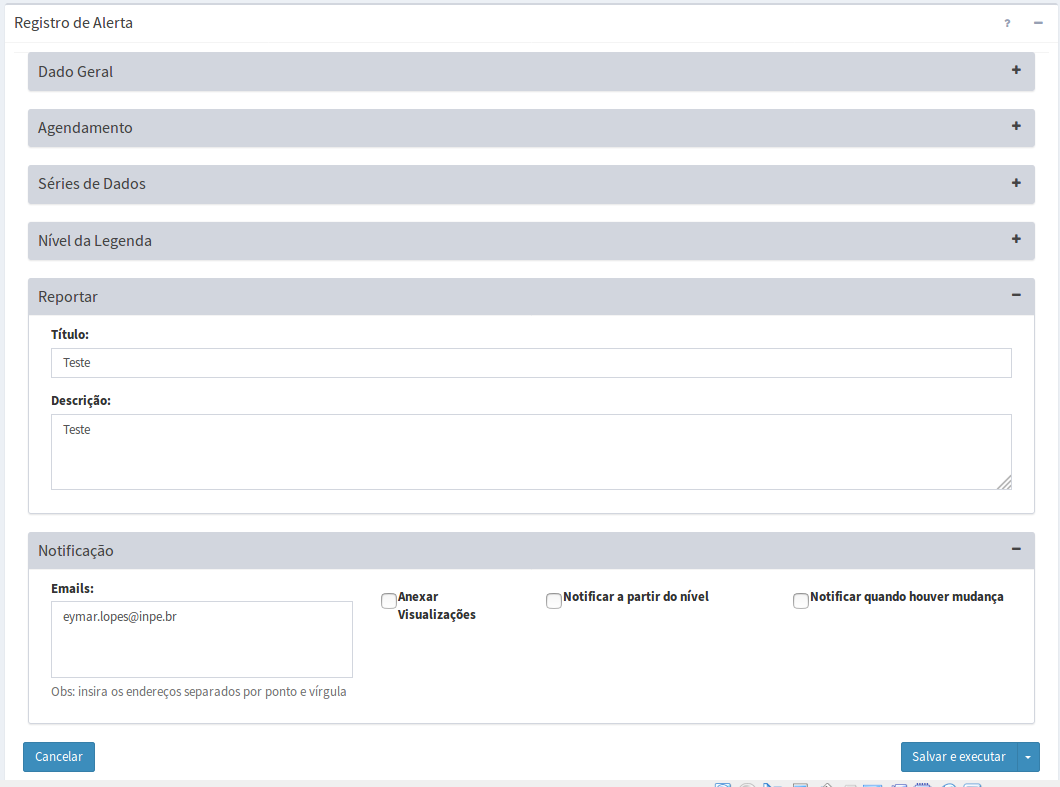 Registro de Alerta
?
Dado Geral
Agendamento
Séries de Dados
Nível da Legenda
Reportar
Título:
Teste
Descrição:
Teste
Notificação
Emails:
eymar.lopes@inpe.br
Obs: insira os endereços separados por ponto e vírgula
Anexar
Visualizações
Notificar a partir do nível
Notificar quando houver mudança
Cancelar
Salvar e executar